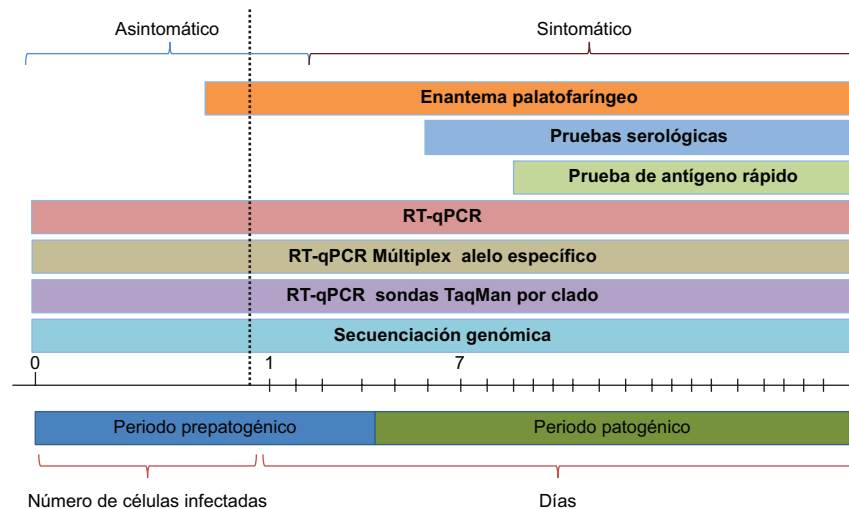 Asintomático
Sintomático
Enantema palatofaríngeo
Pruebas serológicas
Prueba de antígeno rápido
RT-qPCR
RT-qPCR Múltiplex alelo específico
RT-qPCR sondas TaqMan por clado
Secuenciación genómica
0 1 7
Periodo prepatogénico
Periodo patogénico
Número de células infectadas
Días